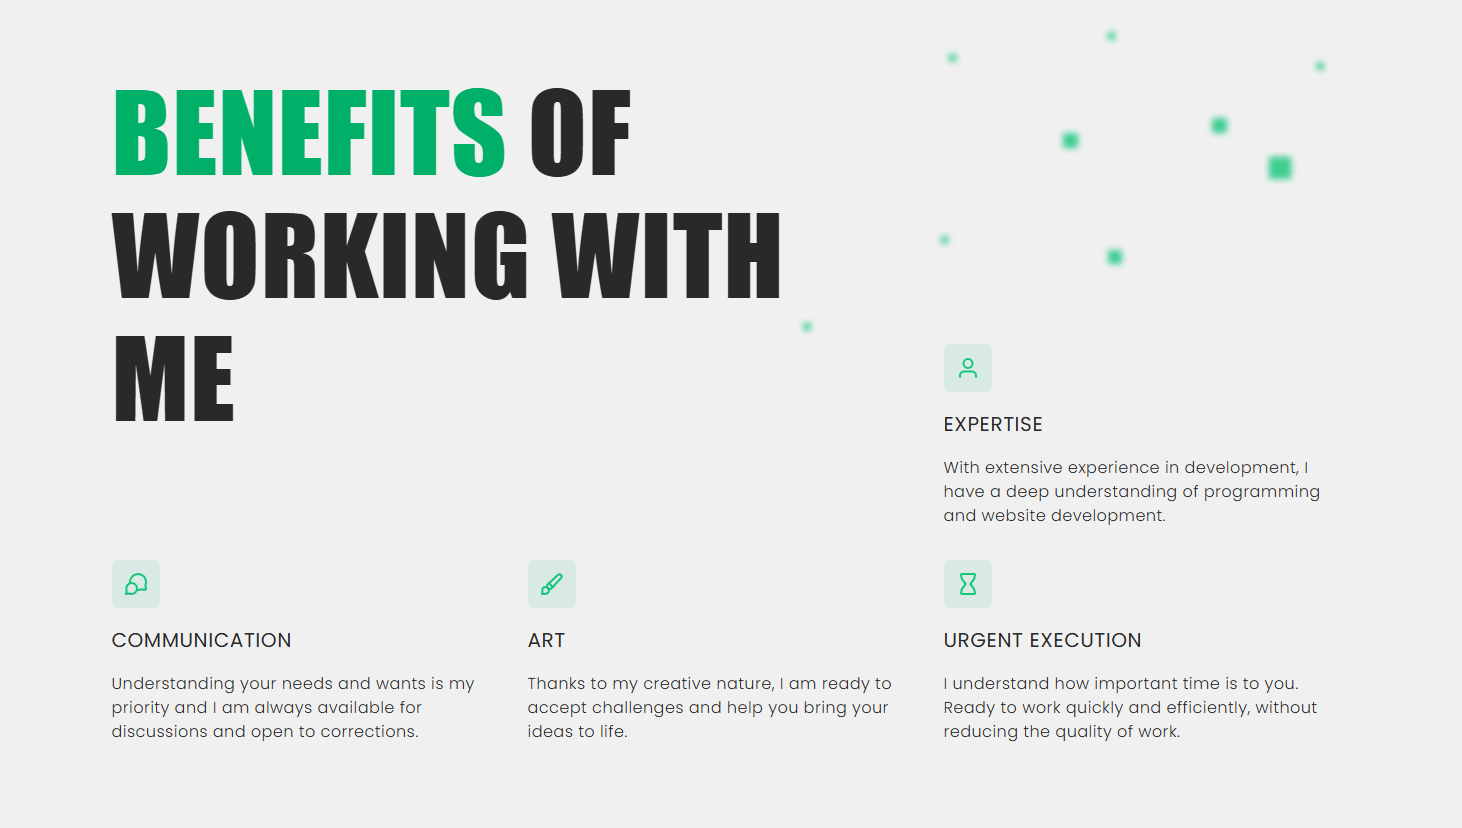 BENEFITS OF
WORKING WITH
ME
EXPERTISE
With extensive experience in development, I
have a deep understanding of programming
and website development.
COMMUNICATION
Understanding your needs and wants is my
priority and I am always available for
discussions and open to corrections.
ART
Thanks to my creative nature, I am ready to
accept challenges and help you bring your
ideas to life.
URGENT EXECUTION
I understand how important time is to you.
Ready to work quickly and efficiently, without
reducing the quality of work.